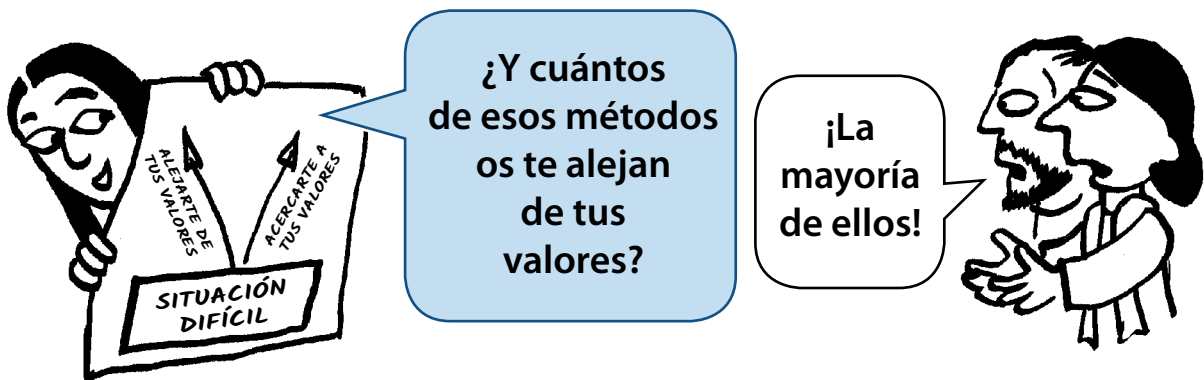 ¿Y cuántos
de esos métodos
os te alejan
de tus
valores?
¡La
mayoría
de ellos!
ALEJARTE DE
TUS VALORES
ACERCARTE A
TUS VALORES
SITUACIÓN
DIFÍCIL